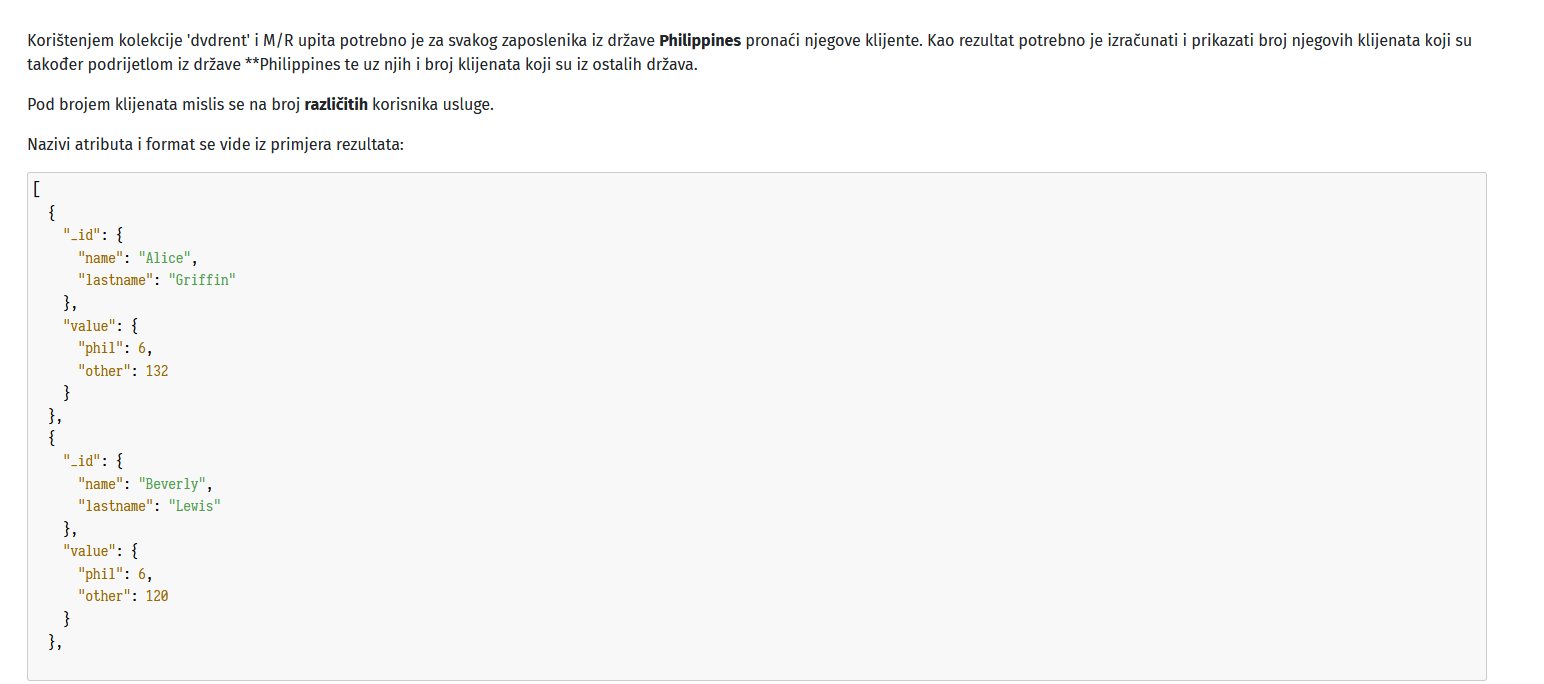 Korištenjem kolekcije 'dvdrent' i M/R upita potrebno je za svakog zaposlenika iz države Philippines pronaći njegove klijente. Kao rezultat potrebno je izračunati i prikazati broj njegovih klijenata koji su
također podrijetlom iz države **Philippines te uz njih i broj klijenata koji su iz ostalih država.
Pod brojem klijenata mislis se na broj različitih korisnika usluge.
Nazivi atributa i format se vide iz primjera rezultata:
[
  {
    "_id": {
      "name": "Alice",
      "lastname": "Griffin"
    },
    "value": {
      "phil": 6,
      "other": 132
    }
  },
  {
    "_id": {
      "name": "Beverly",
      "lastname": "Lewis"
    },
    "value": {
      "phil": 6,
      "other": 120
    }
  },